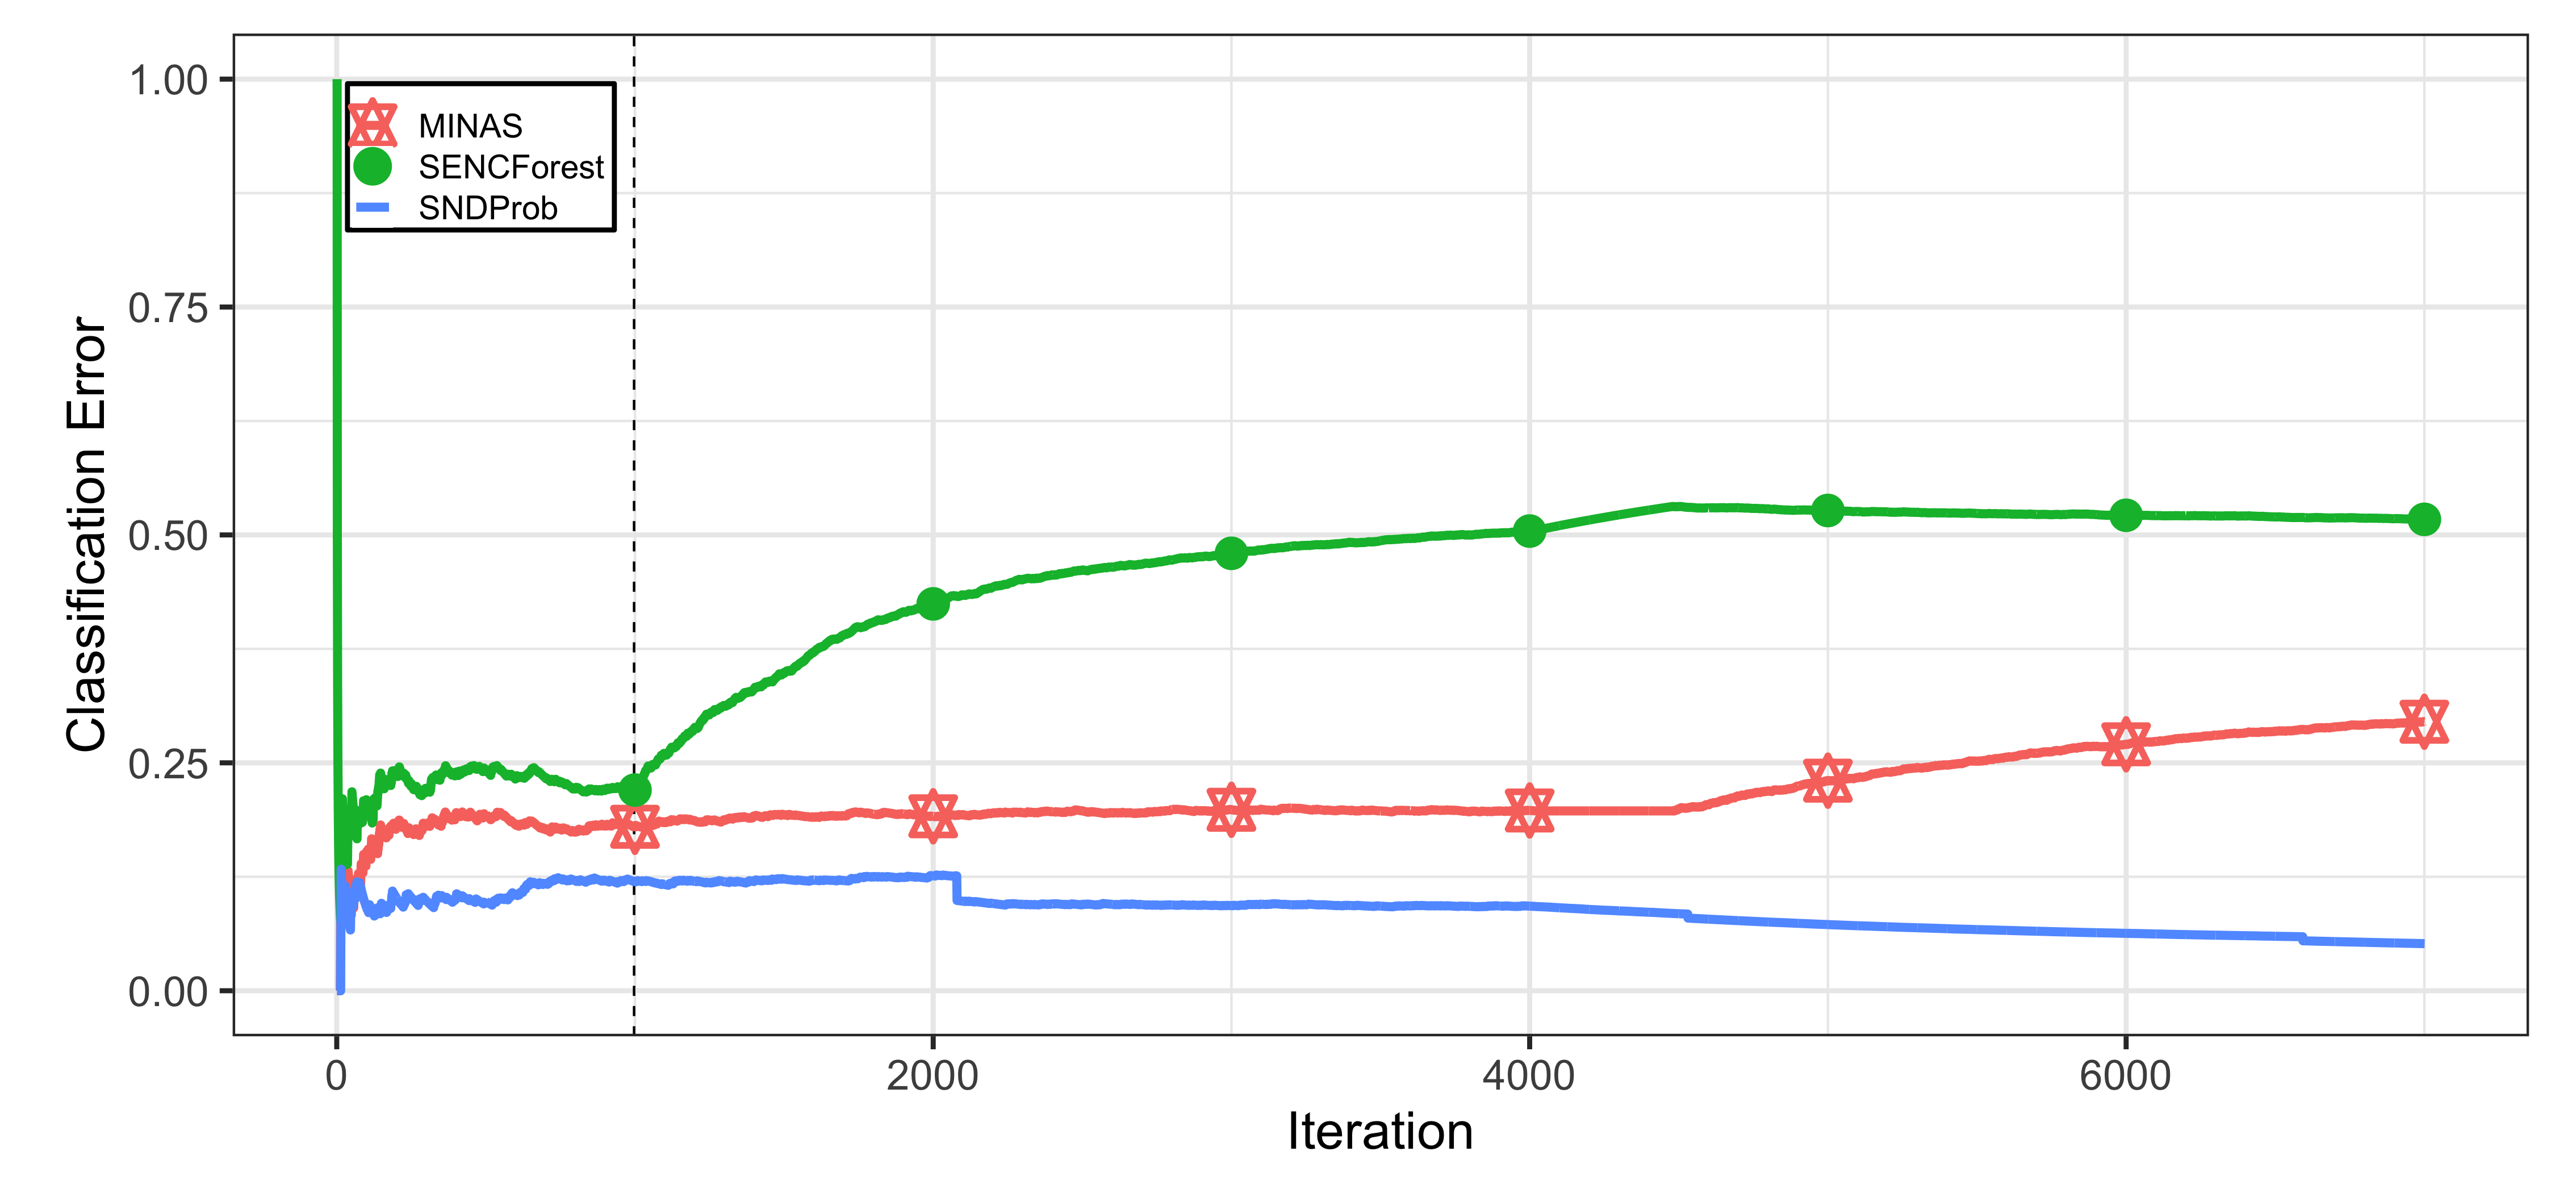 Classification Error
1.00
0.75
0.50
0.25
0.00
MINAS
SENCForest
SNDProb
0
2000
4000
6000
Iteration